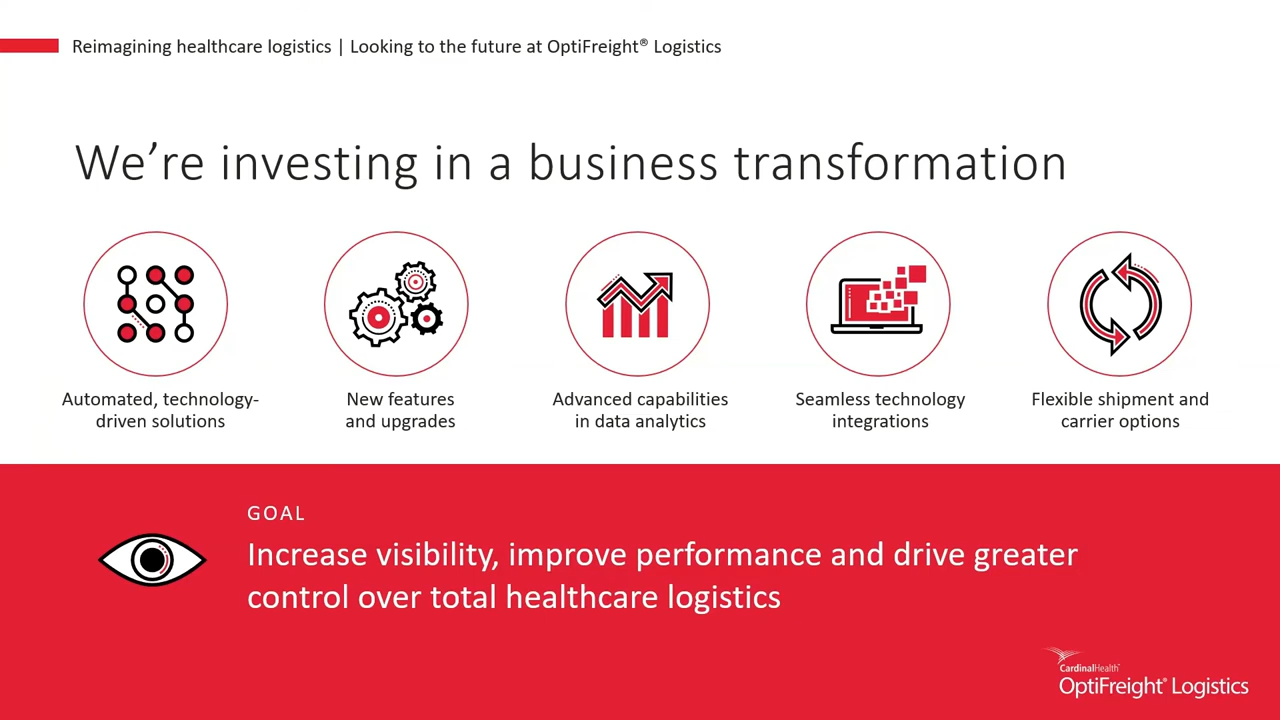 Reimagining healthcare logistics | Looking to the future at OptiFreight® Logistics
We’re investing in a business transformation
Automated, technology-
driven solutions
New features
and upgrades
Advanced capabilities
in data analytics
Seamless technology
integrations
Flexible shipment and
carrier options
GOAL
Increase visibility, improve performance and drive greater
control over total healthcare logistics
CardinalHealth™
OptiFreight® Logistics